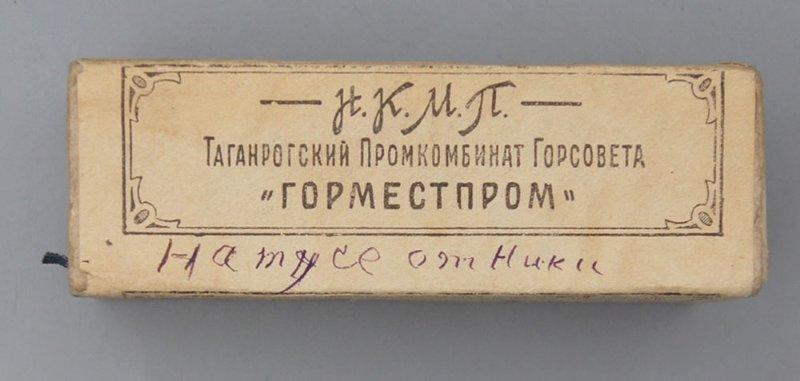 — Н.К.М.П. —
Таганрогский Промкомбинат Горсовета
"ГОРМЕСТПРОМ"
Натусе от Ники